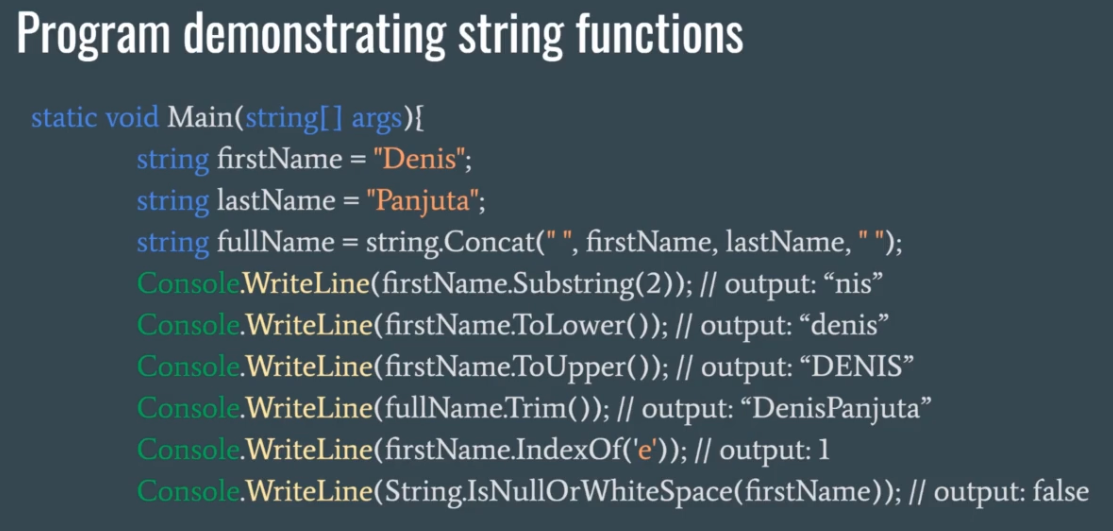 Program demonstrating string functions
static void Main(string[] args){
string firstName = "Denis";
string lastName = "Panjuta";
string fullName = string.Concat(" ", firstName, lastName, " ");
Console.WriteLine(firstName.Substring(2)); // output: “nis”
Console.WriteLine(firstName.ToLower()); // output: “denis”
Console.WriteLine(firstName.ToUpper()); // output: “DENIS”
Console.WriteLine(fullName.Trim()); // output: “DenisPanjuta”
Console.WriteLine(firstName.IndexOf('e')); // output: 1
Console.WriteLine(String.IsNullOrWhiteSpace(firstName)); // output: false